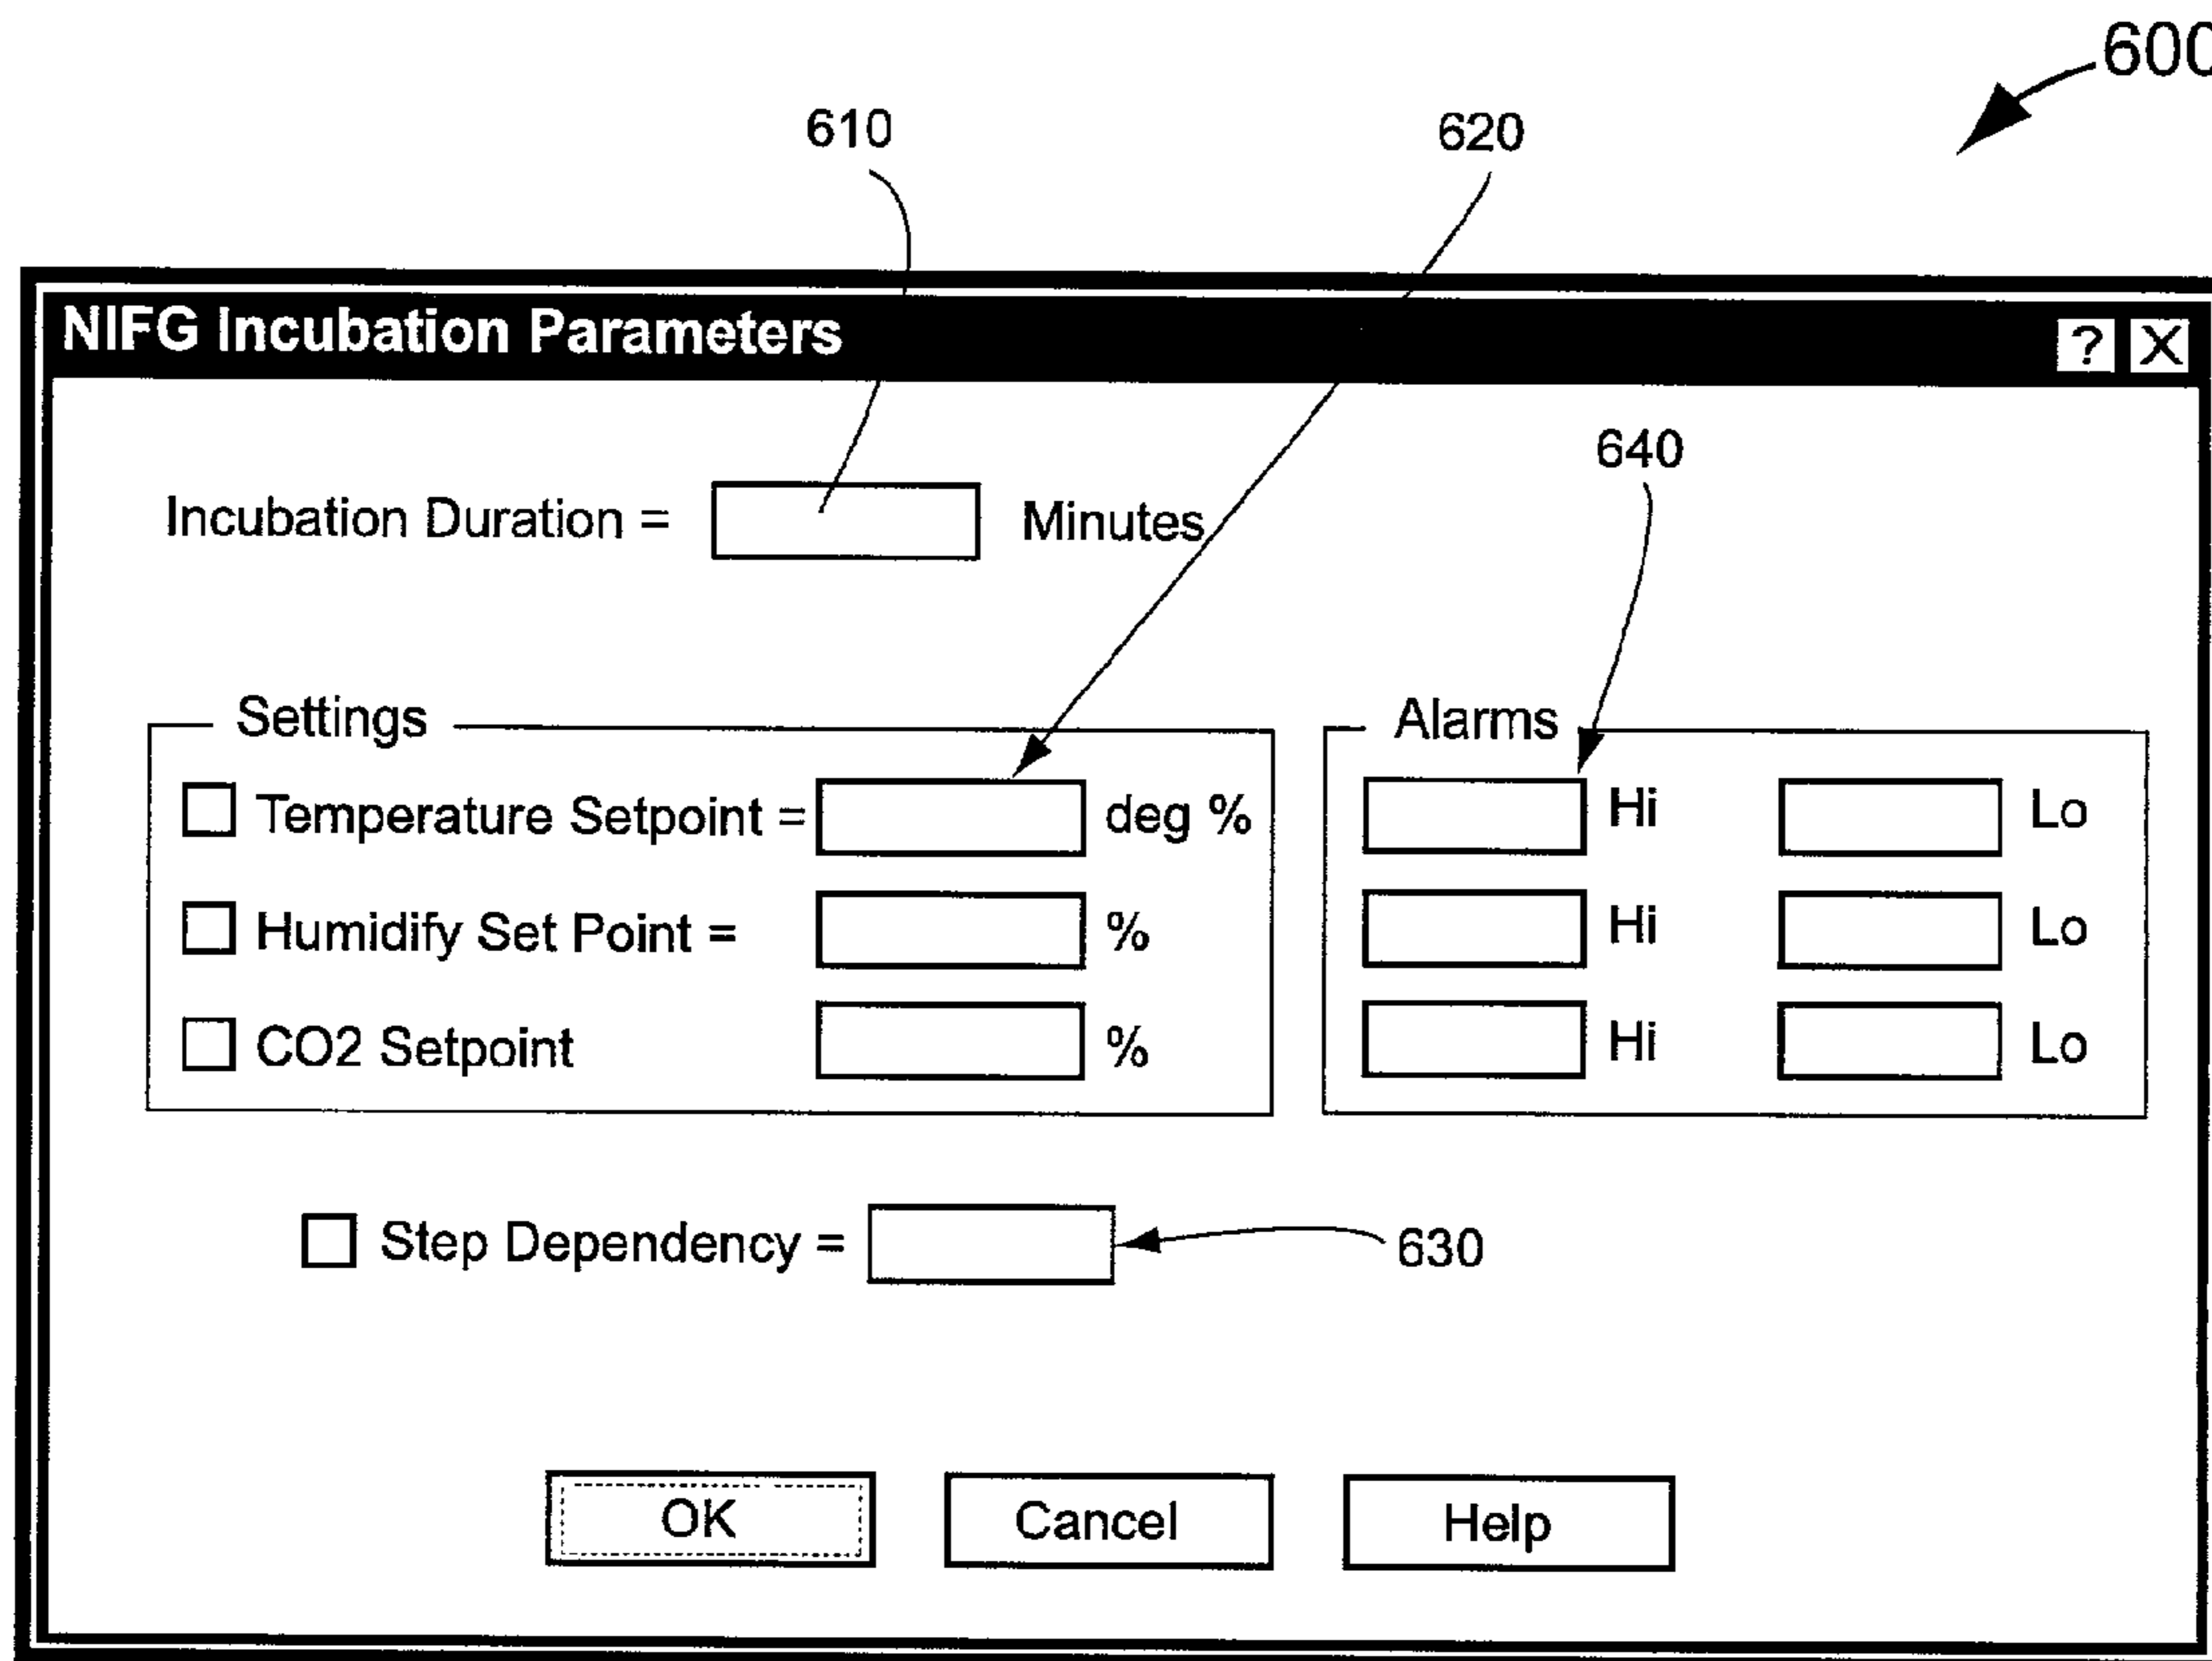 600
610
620
NIFG Incubation Parameters ? X
640
Incubation Duration = Minutes
Settings
Alarms
Temperature Setpoint = deg % Hi Lo
Humidify Set Point = % Hi Lo
CO2 Setpoint % Hi Lo
Step Dependency = 630
OK Cancel Help